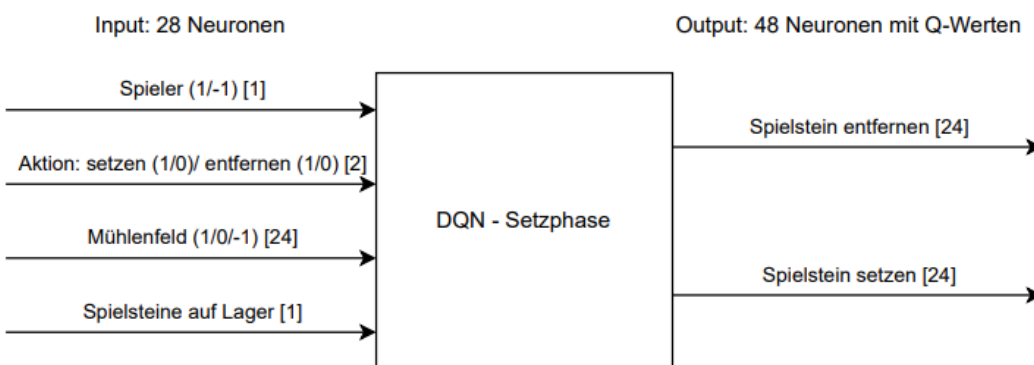 Input: 28 Neuronen
Output: 48 Neuronen mit Q-Werten
Spieler (1/-1) [1]
Aktion: setzen (1/0)/ entfernen (1/0) [2]
Mühlenfeld (1/0/-1) [24]
Spielsteine auf Lager [1]
DQN - Setzphase
Spielstein entfernen [24]
Spielstein setzen [24]